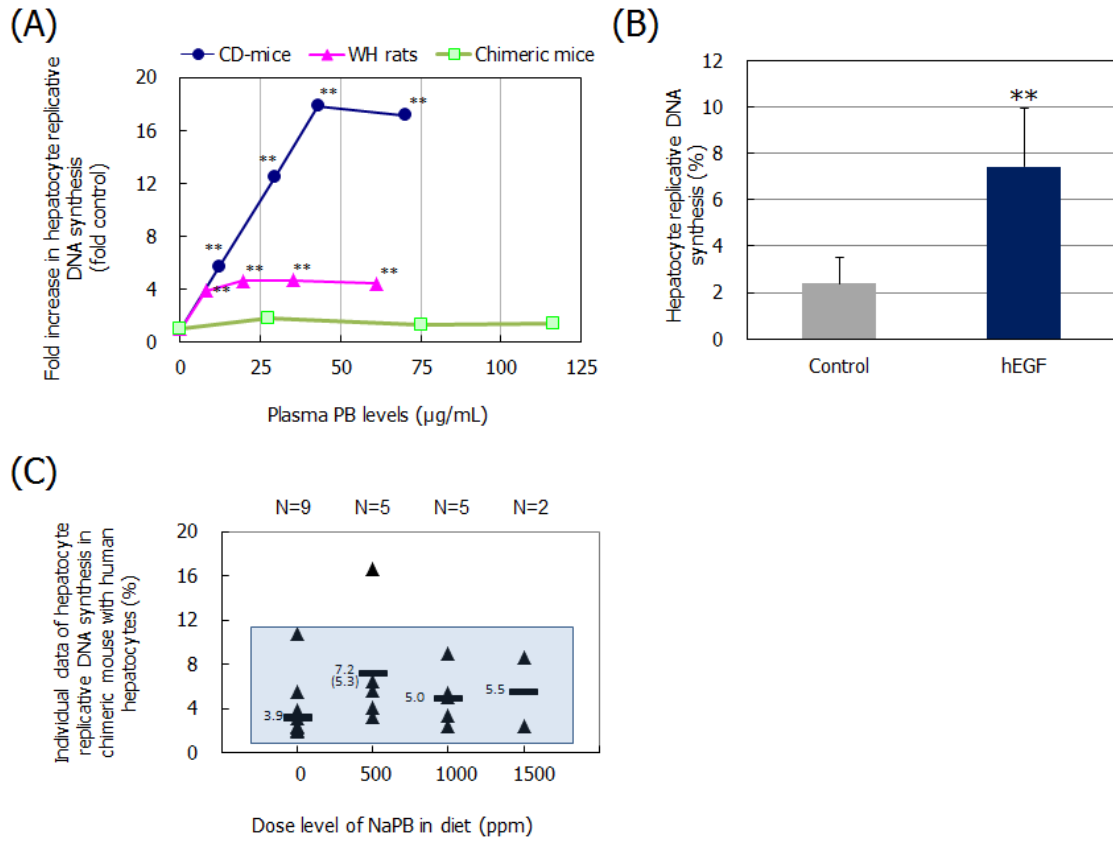 (A)
CD-mice WH rats Chimeric mice
Fold increase in hepatocyte replicative
DNA synthesis
(fold control)
20
16
12
8
4
0
**
**
**
**
**
**
**
**
0 25 50 75 100 125
Plasma PB levels (µg/mL)
(B)
Hepatocyte replicative DNA
synthesis (%)
12
10
8
6
4
2
0
**
Control hEGF
(C)
Individual data of hepatocyte
replicative DNA synthesis in
chimeric mouse with human
hepatocytes (%)
N=9 N=5 N=5 N=2
20
16
12
8
4
0
3.9
7.2
(5.3)
5.0
5.5
0 500 1000 1500
Dose level of NaPB in diet (ppm)